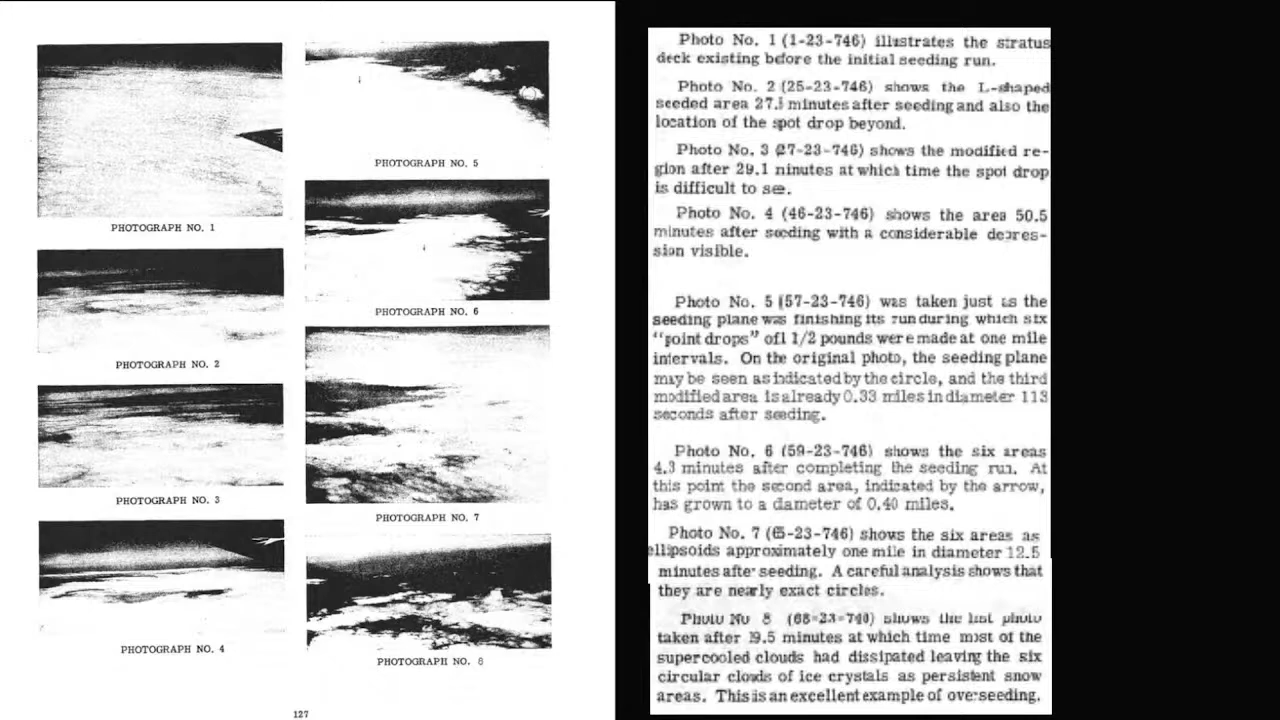 PHOTOGRAPH NO. 1
PHOTOGRAPH NO. 2
PHOTOGRAPH NO. 3
PHOTOGRAPH NO. 4
PHOTOGRAPH NO. 5
PHOTOGRAPH NO. 6
PHOTOGRAPH NO. 7
PHOTOGRAPH NO. 8
127
Photo No. 1 (1-23-746) illustrates the stratus
deck existing before the initial seeding run.
Photo No. 2 (25-23-746) shows the L-shaped
seeded area minutes after seeding and also the
location of the spot drop beyond.
Photo No. 3 (27-23-746) shows the modified re-
gion after 29.1 minutes at which time the spot drop
is difficult to see.
Photo No. 4 (46-23-746) shows the area 50.5
minutes after seeding with a considerable depres-
sion visible.
Photo No. 5 (57-23-746) was taken just as the
seeding plane was finishing its run during which six
"point drops" of 1 1/2 pounds were made at one mile
intervals. On the original photo, the seeding plane
may be seen as indicated by the circle, and the third
modified area is already 0.33 miles in diameter 113
seconds after seeding.
Photo No. 6 (59-23-746) shows the six areas
4.3 minutes after completing the seeding run. At
this point the second area, indicated by the arrow,
has grown to a diameter of 0.40 miles.
Photo No. 7 shows the six areas as
ellipsoids approximately one mile in diameter 12.5
minutes after seeding. A careful analysis shows that
they are nearly exact circles.
Photo No 8 (68-23-746) shows the last photo
taken after minutes at which time most of the
supercooled clouds had dissipated leaving the six
circular clouds of ice crystals as persistent snow
areas. This is an excellent example of overseeding.